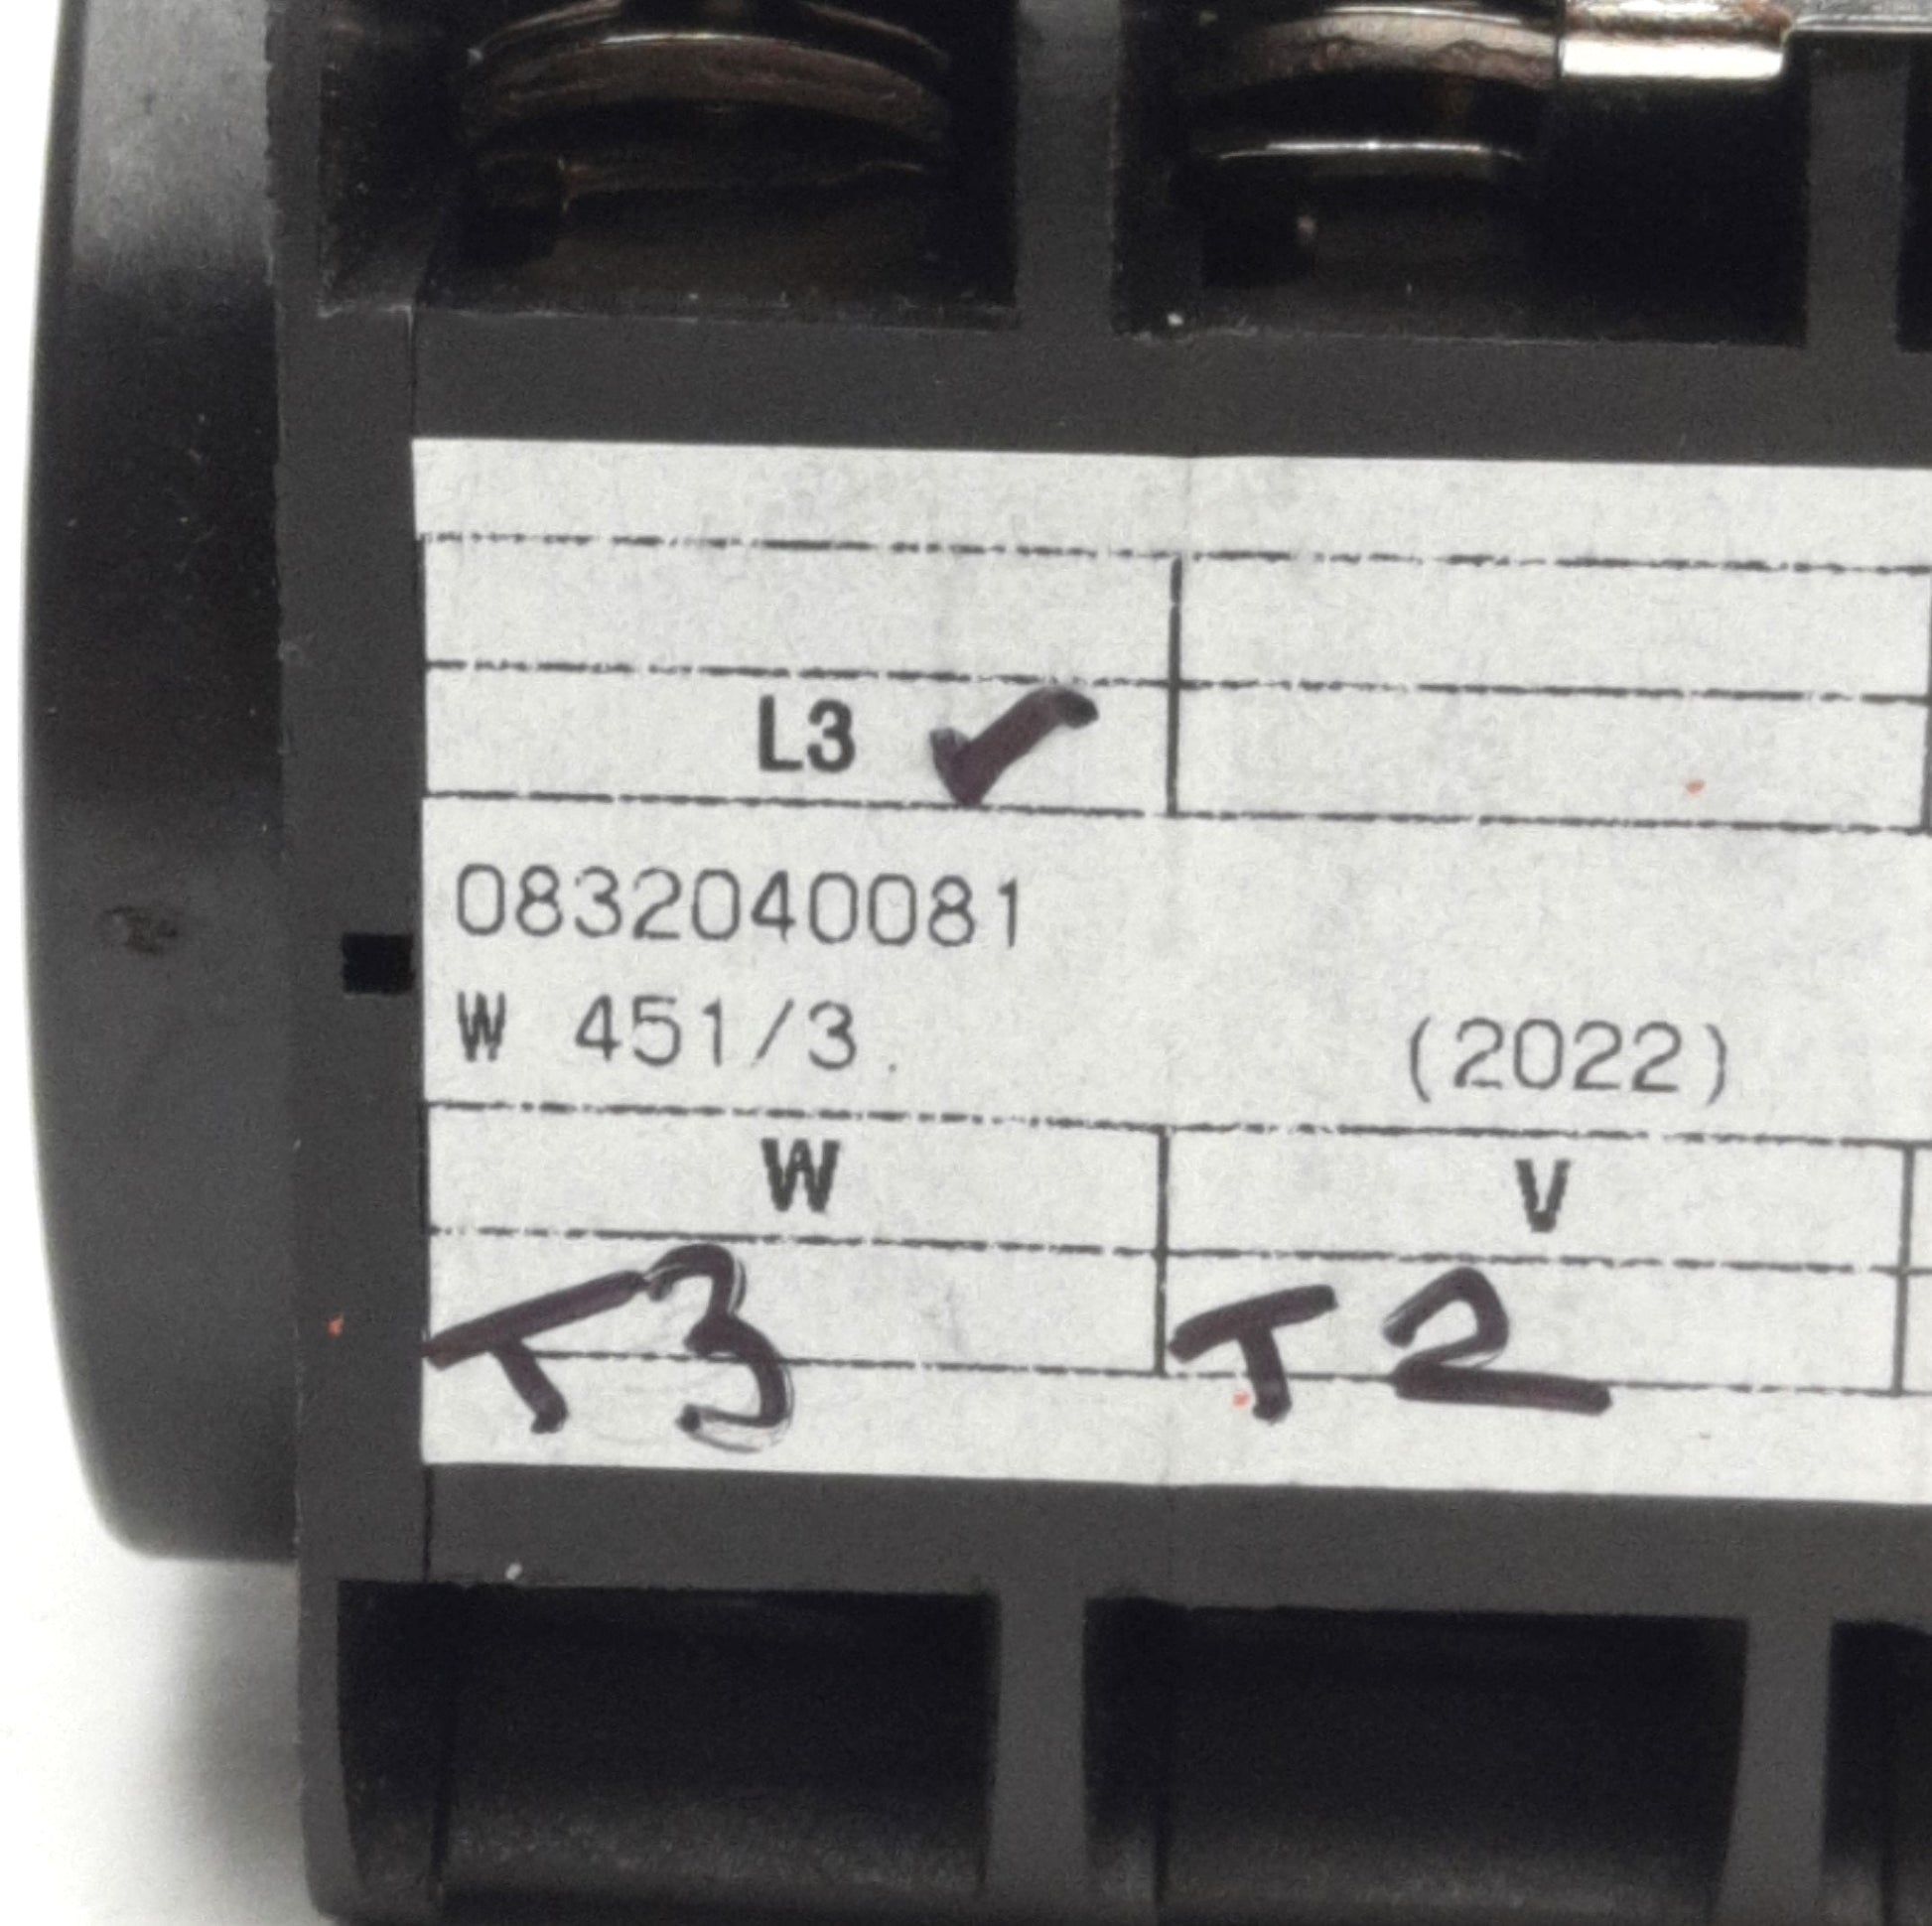 L3 ✓
0832040081
W 451/3. (2022)
W V
T3 T2